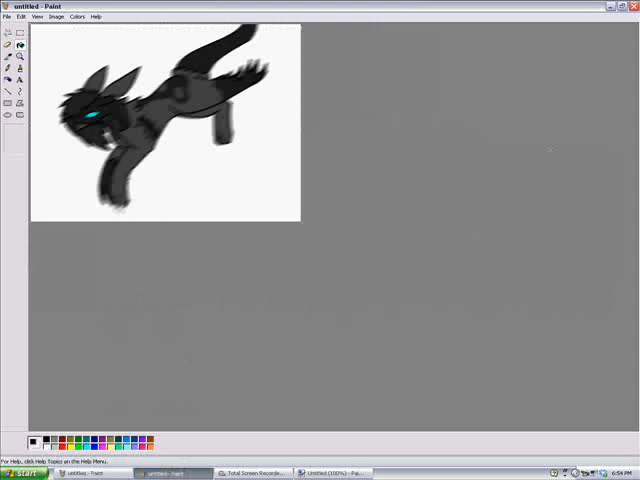 untitled - Paint
File Edit View Image Colors Help
For Help, click Help Topics on the Help Menu.
start
untitled - Paint
untitled - Paint
Total Screen Recorde...
Untitled (100%) - Pai...
6:54 PM